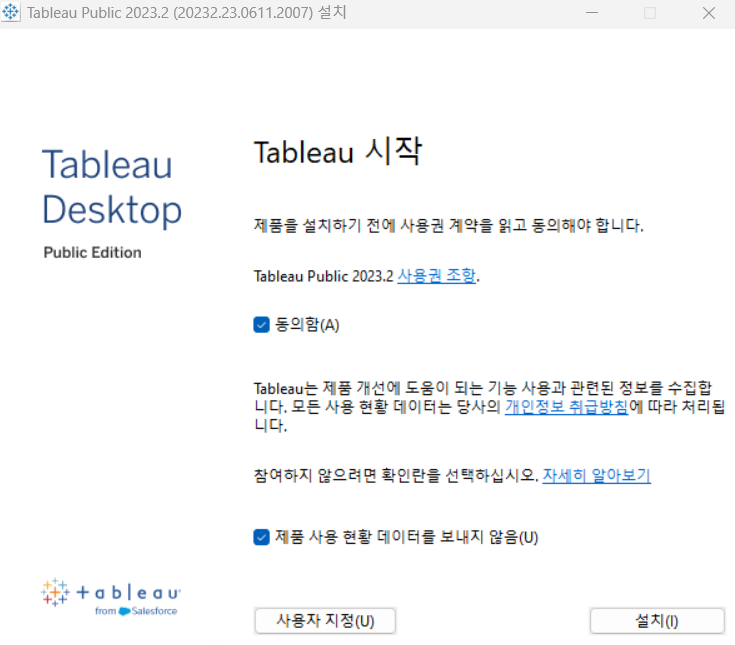 Tableau Public 2023.2 (20232.23.0611.2007) 설치
Tableau
Desktop
Public Edition
Tableau 시작
제품을 설치하기 전에 사용권 계약을 읽고 동의해야 합니다.
Tableau Public 2023.2 사용권 조항.
동의함(A)
Tableau는 제품 개선에 도움이 되는 기능 사용과 관련된 정보를 수집합
니다. 모든 사용 현황 데이터는 당사의 개인정보 취급방침에 따라 처리됩
니다.
참여하지 않으려면 확인란을 선택하십시오. 자세히 알아보기
제품 사용 현황 데이터를 보내지 않음(U)
+ableau
from Salesforce
사용자 지정(U)
설치(I)